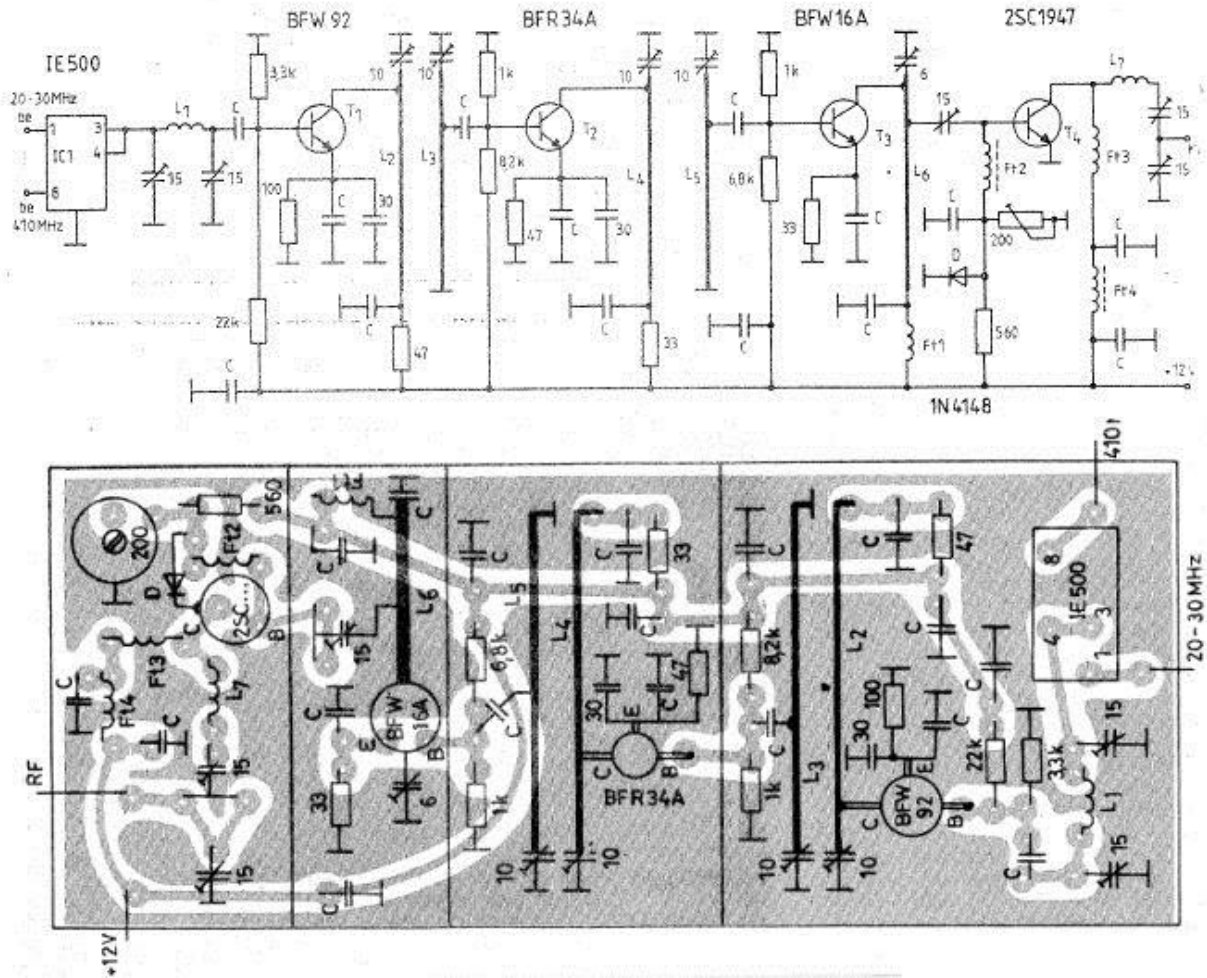 BFW 92
BFR34A
BFW16A
2SC1947
IE500
20-30MHz
be
1
3
IC1
4
6
be
410MHz
L1
C
15
15
3,3k
T1
100
C
30
22k
C
10
L2
C
47
10
L3
C
1k
8,2k
T2
47
C
30
10
L4
C
33
10
L5
C
1k
6,8k
C
T3
33
C
6
L6
C
Ft1
15
C
D
Ft2
200
560
T4
L7
Ft3
C
Ft4
C
15
15
+12V
1N4148
200
560
Ft2
D
C
2SC...
B
Ft3
Ft4
C
C
L7
15
RF
15
+12V
C
C
L6
15
C
E
BFW
16A
33
6
C
C
L5
6,8k
B
C
1k
L4
C
33
C
30
C
47
E
C
B
BFR34A
10
10
C
8,2k
C
1k
L3
L2
C
47
C
100
30
C
E
C
BFW
92
B
10
10
C
22k
3,3k
C
4101
8
IE500
4
3
1
20-30MHz
15
L1
15